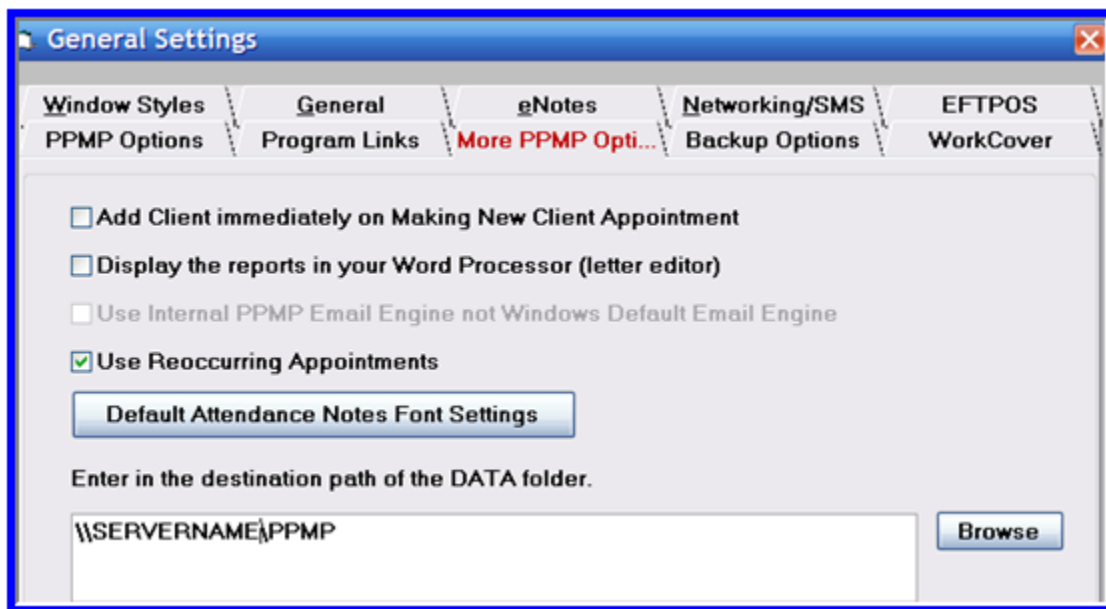 General Settings
Window Styles General eNotes Networking/SMS EFTPOS
PPMP Options Program Links More PPMP Opti... Backup Options WorkCover
Add Client immediately on Making New Client Appointment
Display the reports in your Word Processor (letter editor)
Use Internal PPMP Email Engine not Windows Default Email Engine
Use Reoccurring Appointments
Default Attendance Notes Font Settings
Enter in the destination path of the DATA folder.
\\SERVERNAME\PPMP
Browse